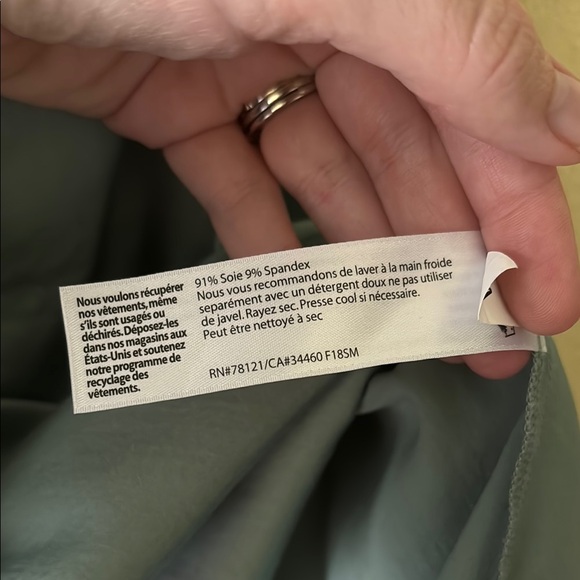 Nous voulons récupérer
nos vêtements, même
s'ils sont usagés ou
déchirés. Déposez-les
dans nos magasins aux
États-Unis et soutenez
notre programme de
recyclage des
vêtements.
91% Soie 9% Spandex
Nous vous recommandons de laver à la main froide
separément avec un détergent doux ne pas utiliser
de javel. Rayez sec. Presse cool si nécessaire.
Peut être nettoyé à sec
RN#78121/CA#34460 F18SM